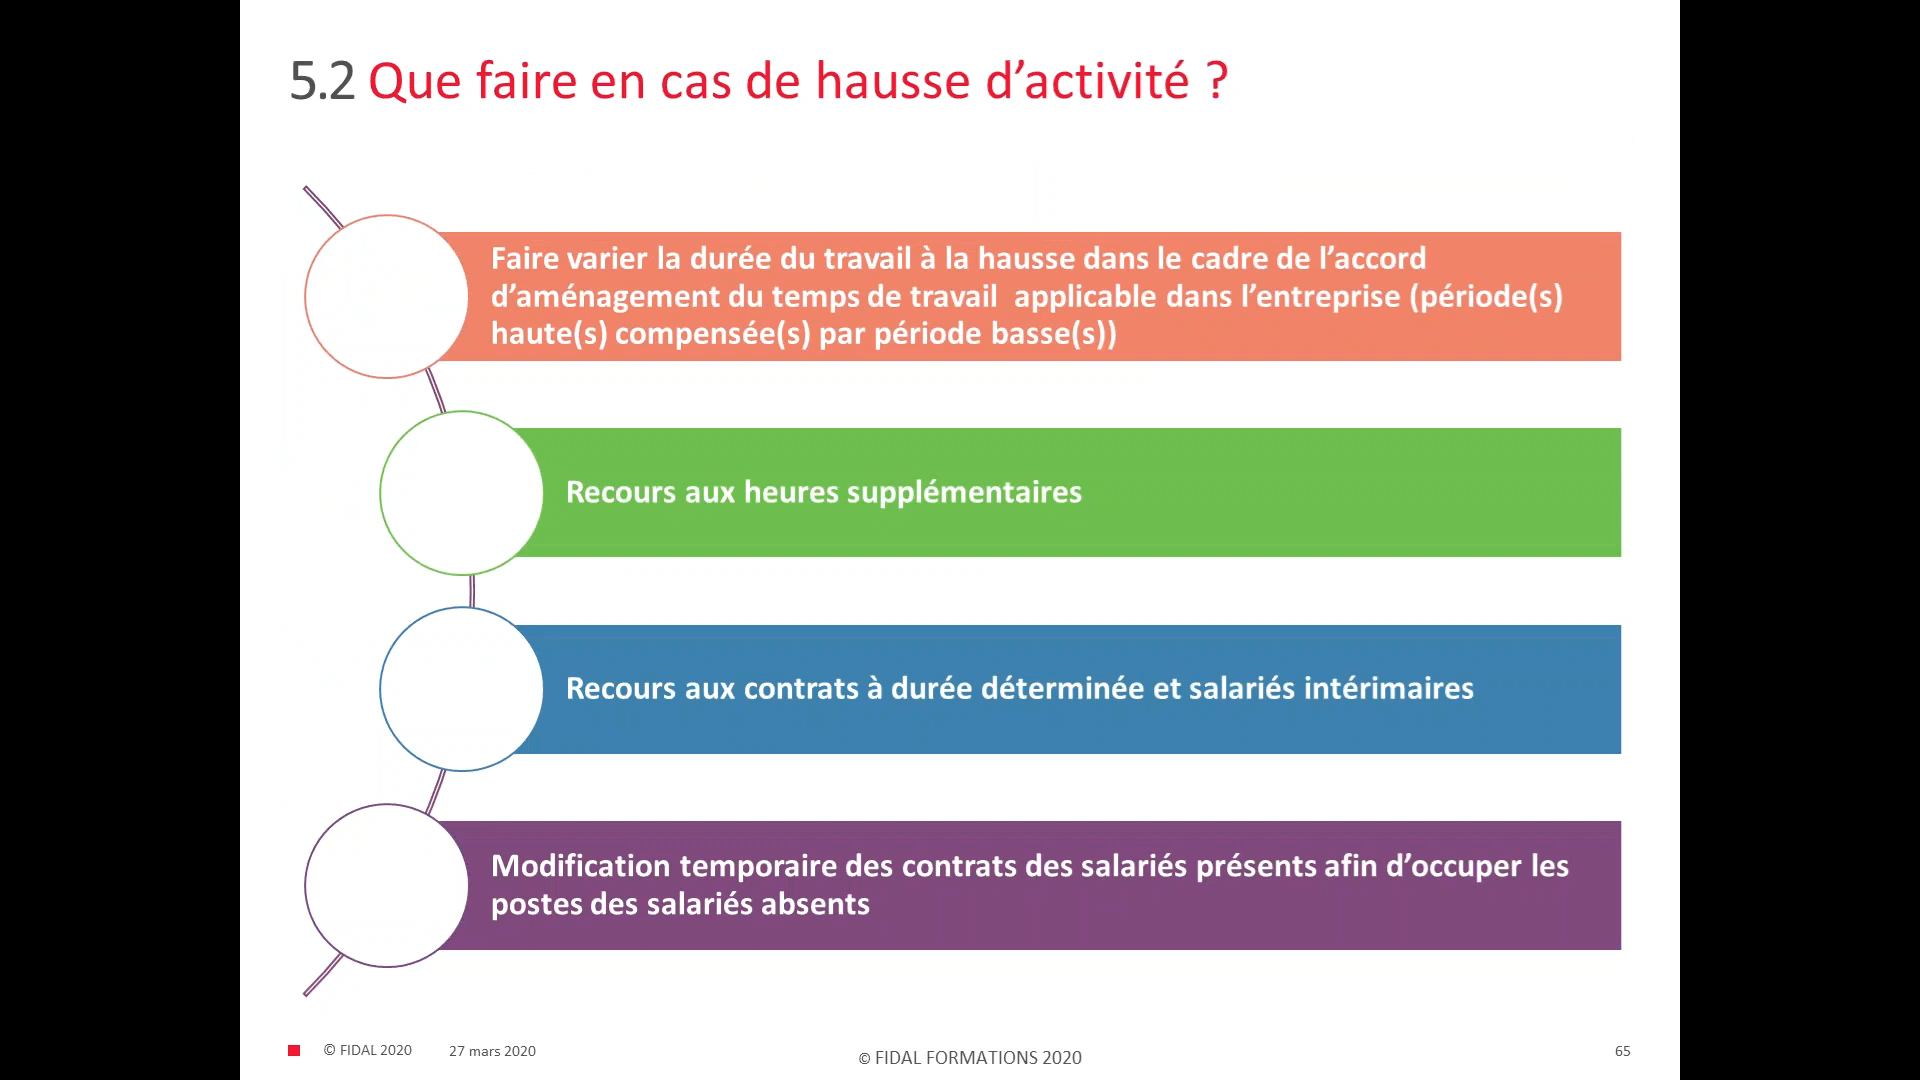 5.2 Que faire en cas de hausse d’activité ?
Faire varier la durée du travail à la hausse dans le cadre de l’accord
d’aménagement du temps de travail  applicable dans l’entreprise (période(s)
haute(s) compensée(s) par période basse(s))
Recours aux heures supplémentaires
Recours aux contrats à durée déterminée et salariés intérimaires
Modification temporaire des contrats des salariés présents afin d’occuper les
postes des salariés absents
© FIDAL 2020 27 mars 2020 © FIDAL FORMATIONS 2020 65